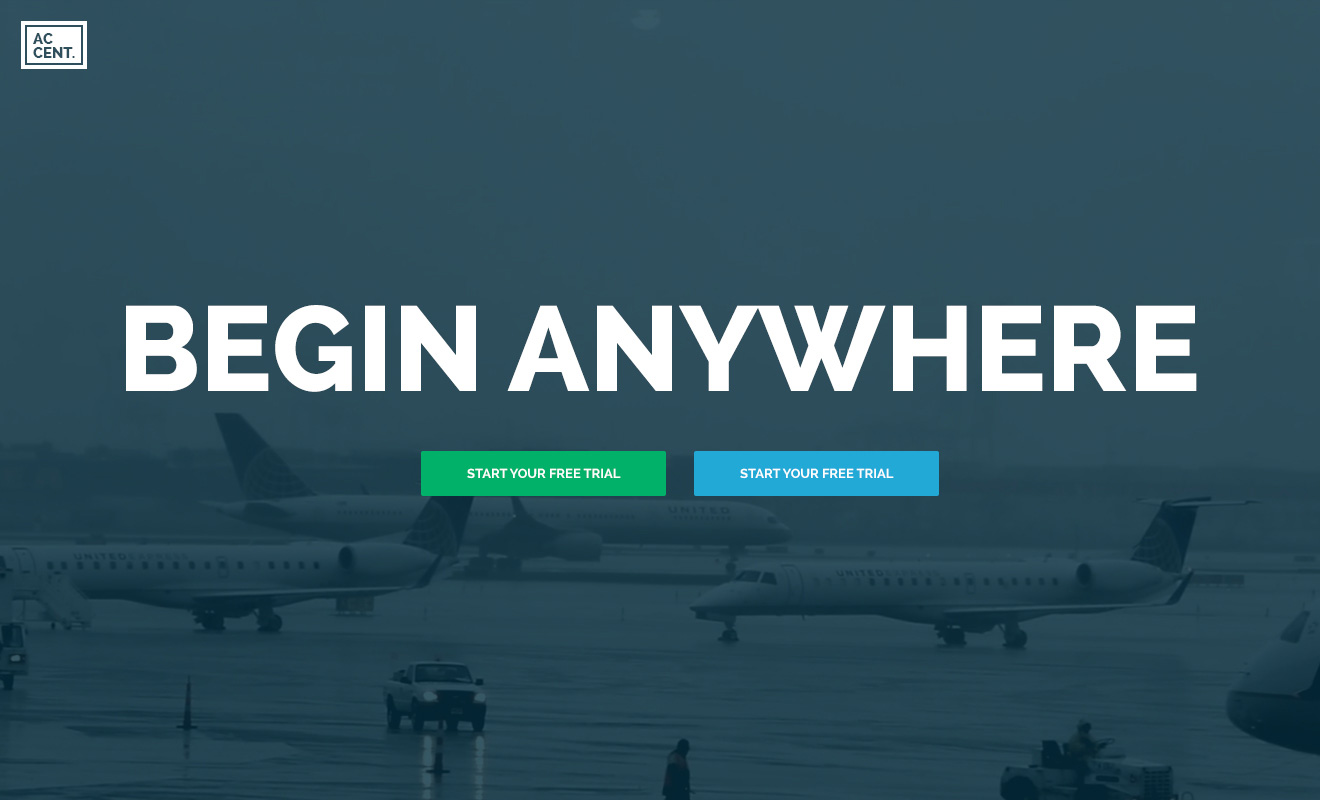 AC
CENT.
BEGIN ANYWHERE
START YOUR FREE TRIAL
START YOUR FREE TRIAL
UNITED
UNITED EXPRESS
UNITED EXPRESS